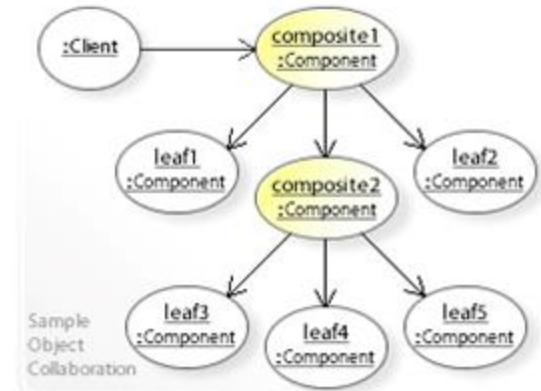 :Client
composite1
:Component
leaf1
:Component
composite2
:Component
leaf2
:Component
leaf3
:Component
leaf4
:Component
leaf5
:Component
Sample
Object
Collaboration